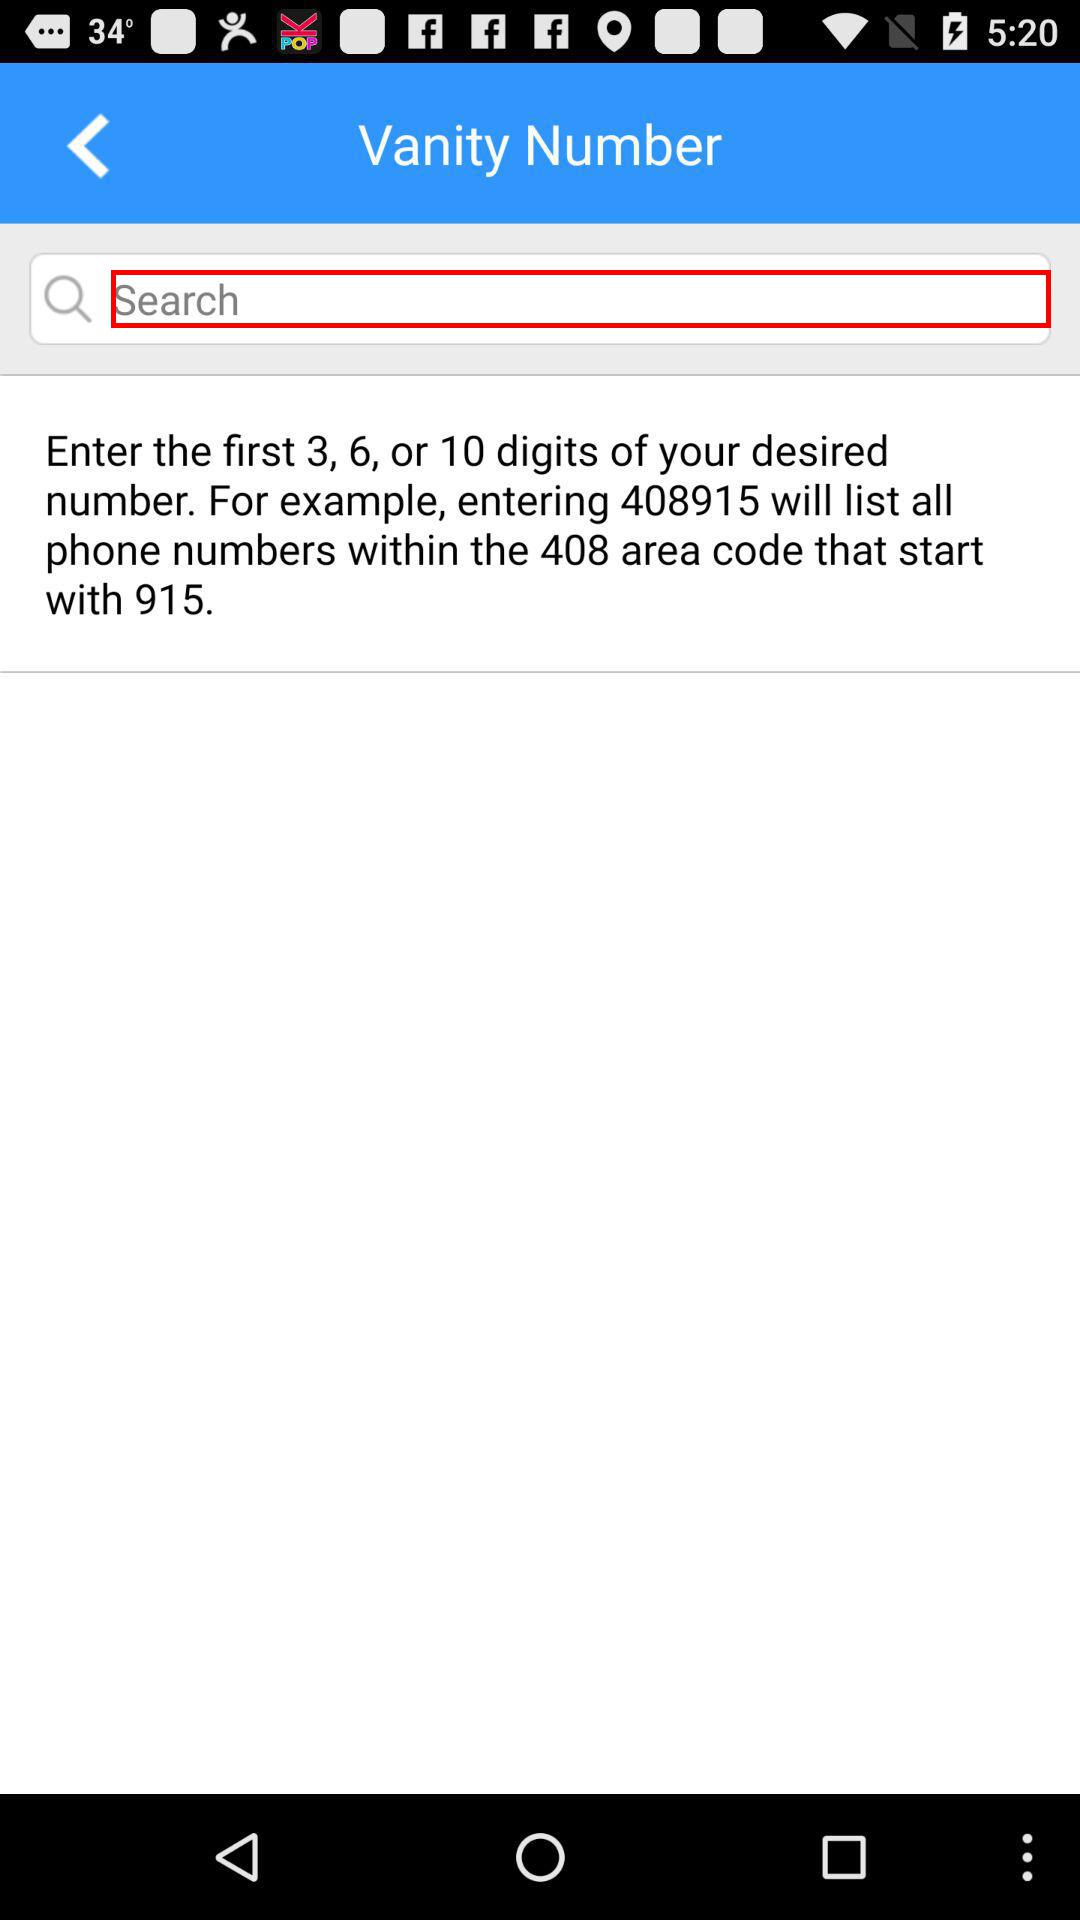 34° KPOP 5:20
Vanity Number
Search
Enter the first 3, 6, or 10 digits of your desired
number. For example, entering 408915 will list all
phone numbers within the 408 area code that start
with 915.